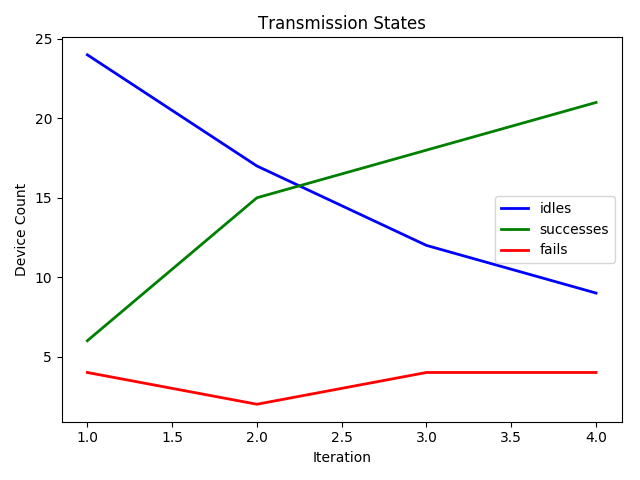 Transmission States
Device Count
25
20
15
10
5
idles
successes
fails
1.0 1.5 2.0 2.5 3.0 3.5 4.0
Iteration